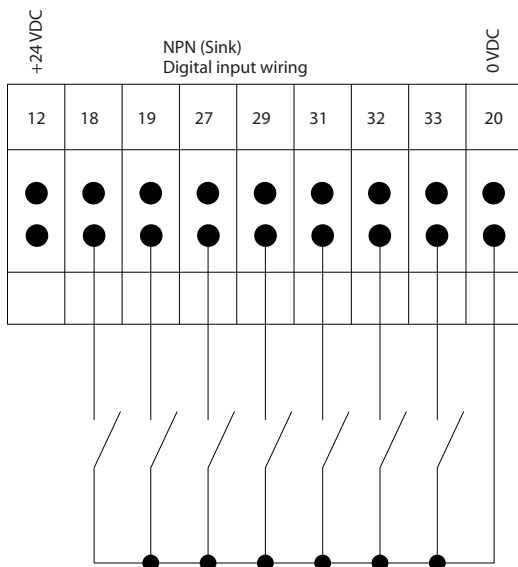 +24 VDC
NPN (Sink)
Digital input wiring
0 VDC
12 18 19 27 29 31 32 33 20